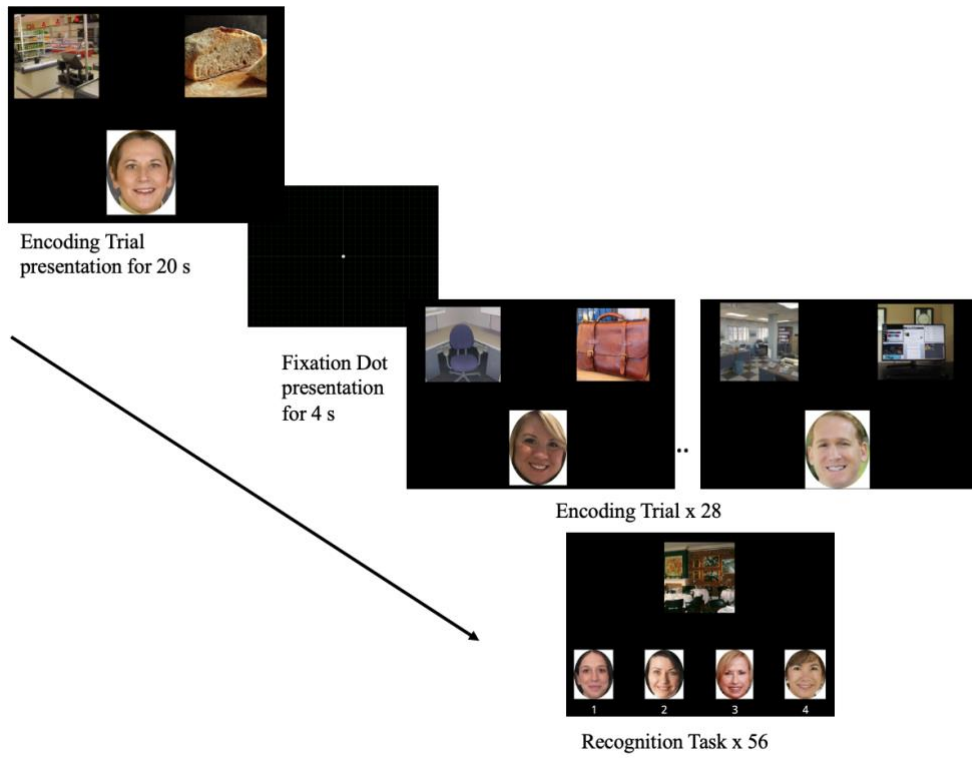 Encoding Trial
presentation for 20 s
Fixation Dot
presentation
for 4 s
..
Encoding Trial x 28
1 2 3 4
Recognition Task x 56